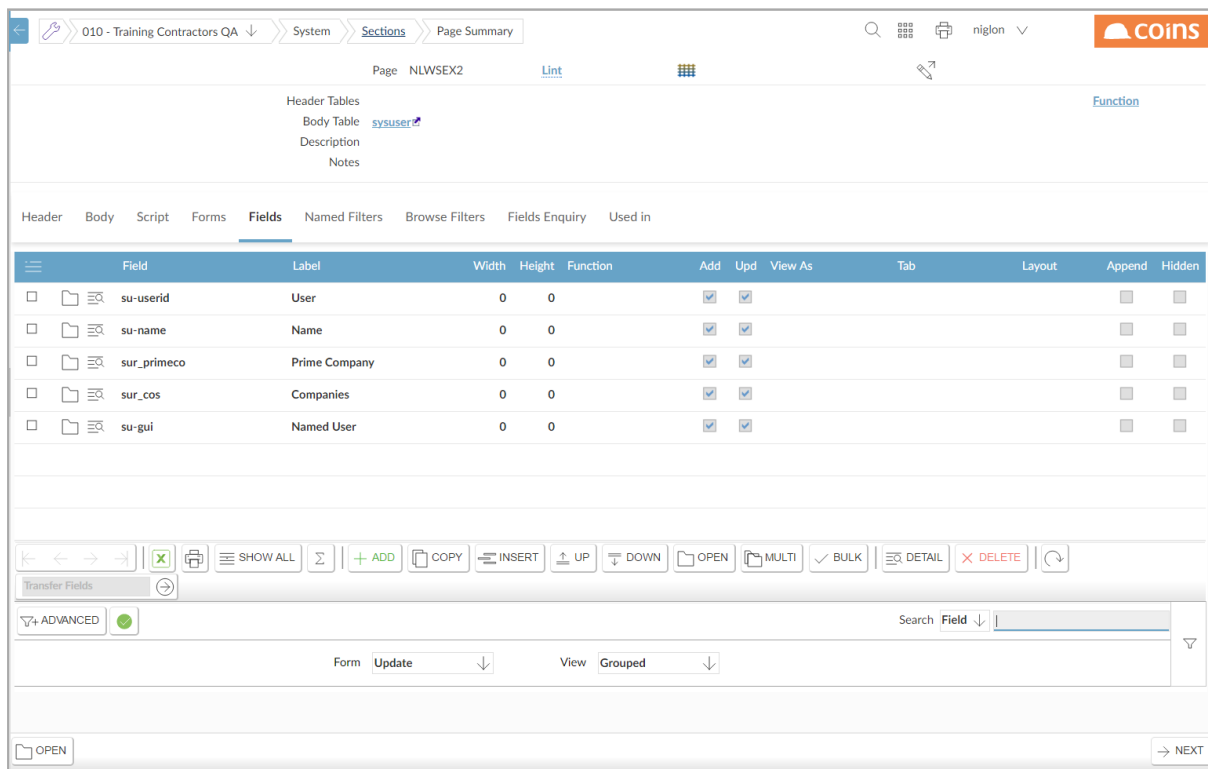 010 - Training Contractors QA System Sections Page Summary niglon coins
Page NLWSEX2 Lint
Header Tables Function
Body Table sysuser
Description
Notes
Header Body Script Forms Fields Named Filters Browse Filters Fields Enquiry Used in
Field Label Width Height Function Add Upd View As Tab Layout Append Hidden
su-userid User 0 0
su-name Name 0 0
sur_primeco Prime Company 0 0
sur_cos Companies 0 0
su-gui Named User 0 0
X SHOW ALL Σ + ADD COPY INSERT UP DOWN OPEN MULTI BULK DETAIL DELETE
Transfer Fields
ADVANCED Search Field
Form Update View Grouped
OPEN NEXT